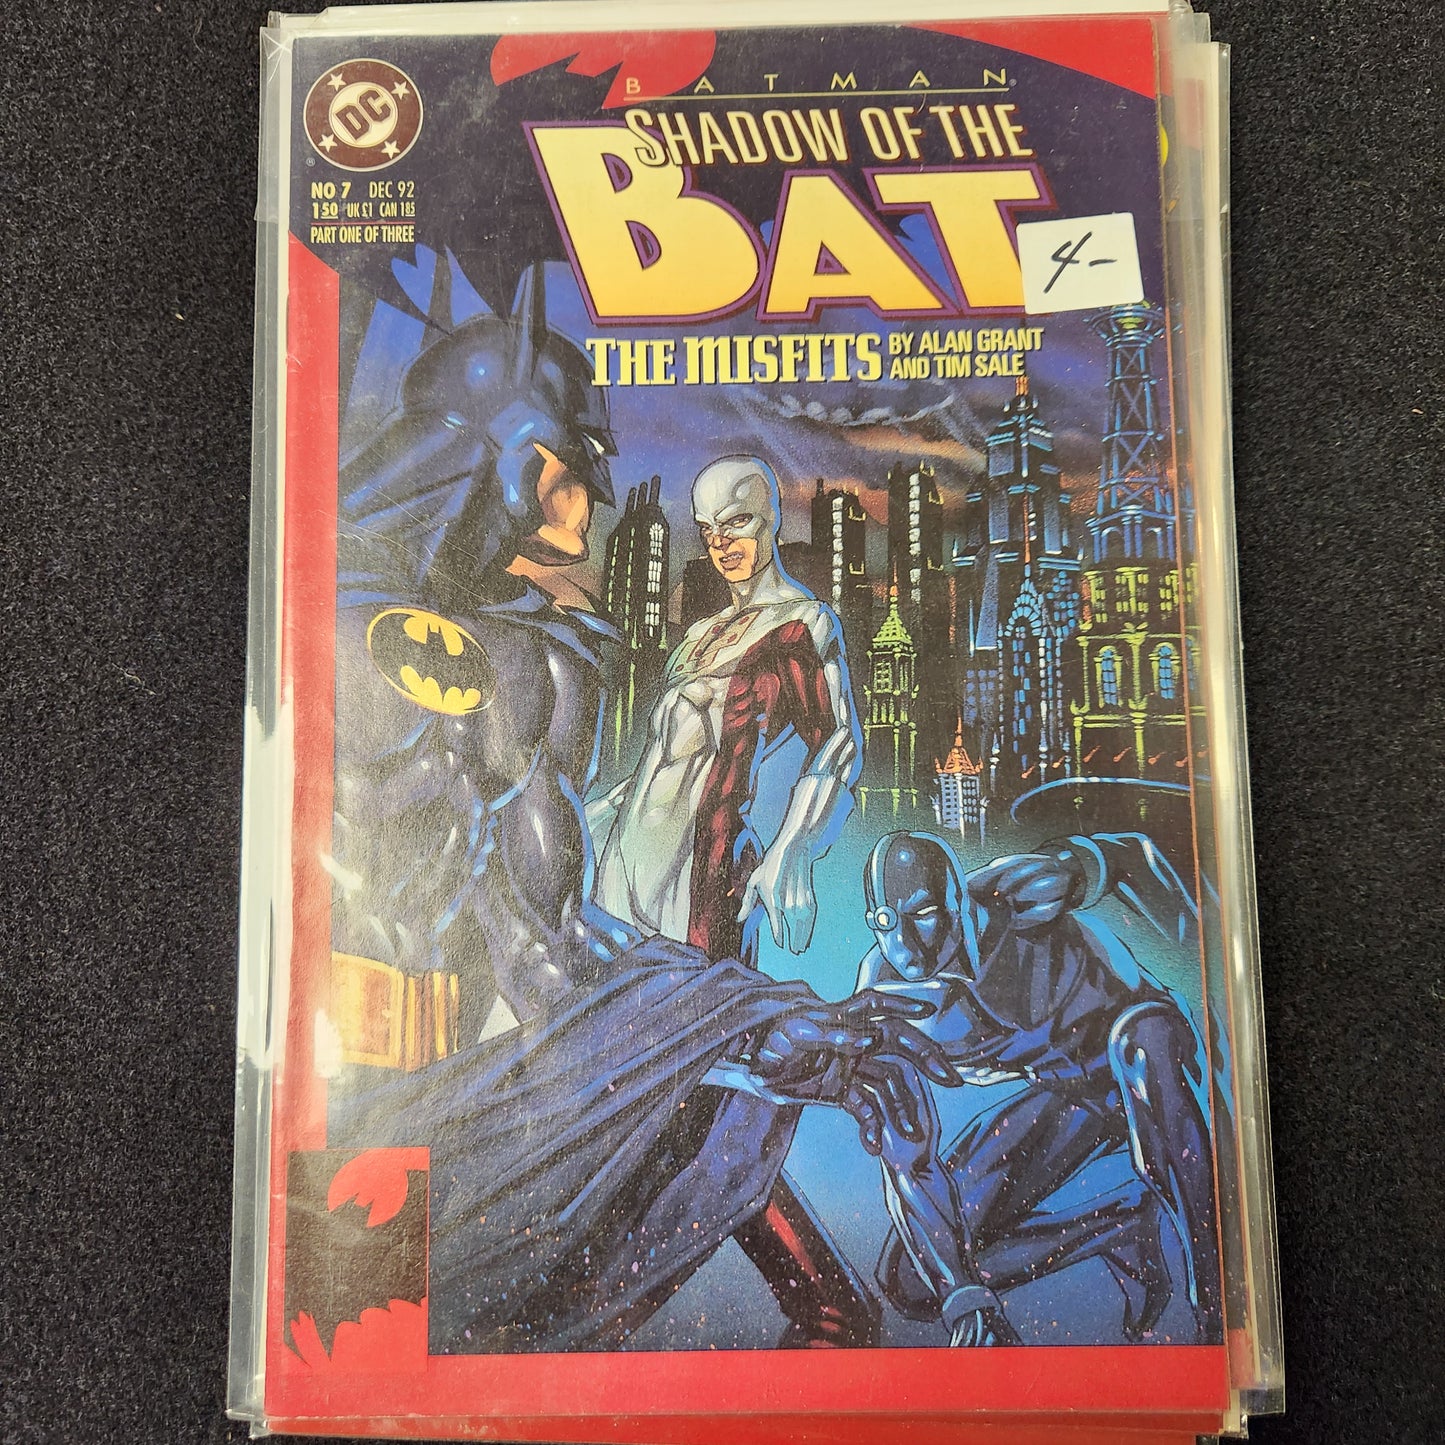 DC
®
NO 7 DEC 92
1 50 UK £1 CAN 1 85
PART ONE OF THREE
BATMAN®
SHADOW OF THE
BAT
4-
THE MISFITS BY ALAN GRANT
AND TIM SALE